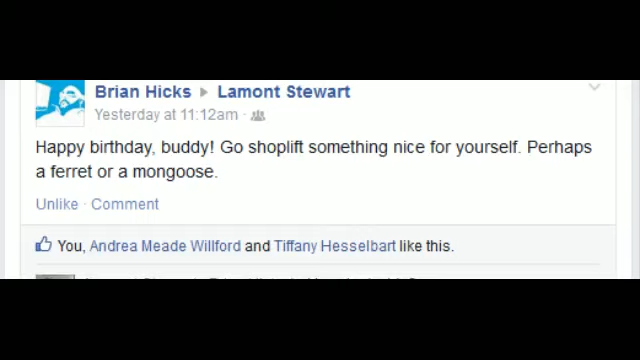 Brian Hicks ▸ Lamont Stewart
Yesterday at 11:12am ·
Happy birthday, buddy! Go shoplift something nice for yourself. Perhaps
a ferret or a mongoose.
Unlike · Comment
You, Andrea Meade Willford and Tiffany Hesselbart like this.